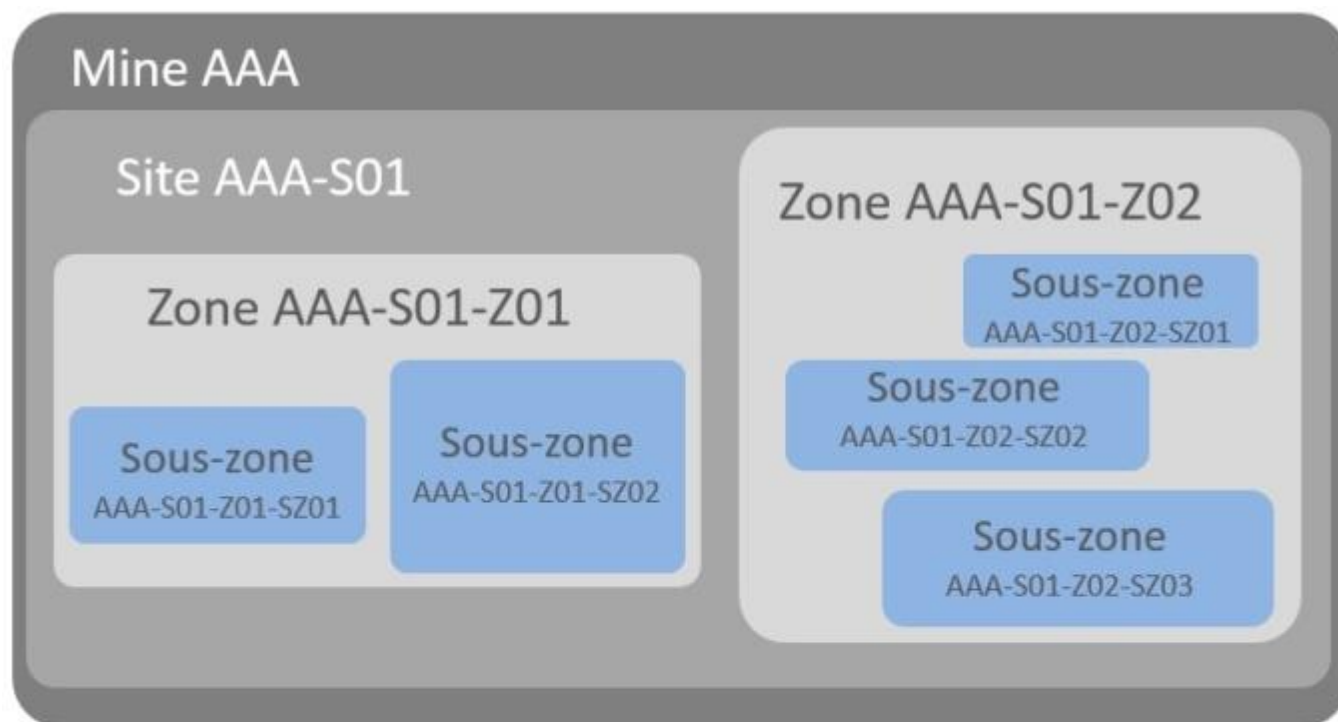 Mine AAA
Site AAA-S01
Zone AAA-S01-Z01
Sous-zone
AAA-S01-Z01-SZ01
Sous-zone
AAA-S01-Z01-SZ02
Zone AAA-S01-Z02
Sous-zone
AAA-S01-Z02-SZ01
Sous-zone
AAA-S01-Z02-SZ02
Sous-zone
AAA-S01-Z02-SZ03